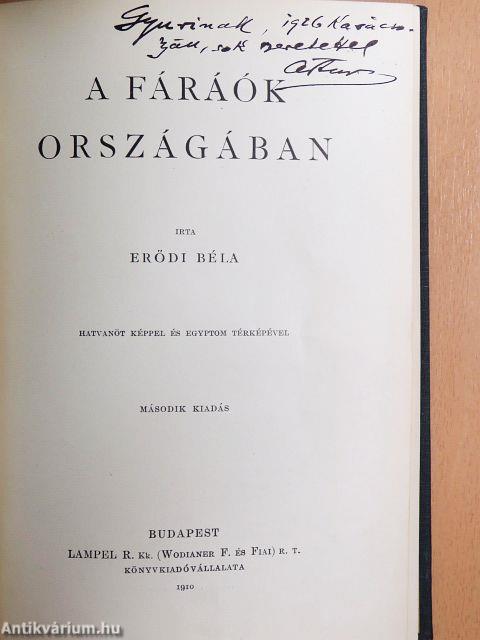 Gyurinak, 1926 Karácso-
nyán, sok szeretettel
A FÁRÁÓK
ORSZÁGÁBAN
IRTA
ERŐDI BÉLA
HATVANÖT KÉPPEL ÉS EGYPTOM TÉRKÉPÉVEL
MÁSODIK KIADÁS
BUDAPEST
LAMPEL R. Kk. (WODIANER F. ÉS FIAI) R. T.
KÖNYVKIADÓVÁLLALATA
1910
Antikvárium.hu